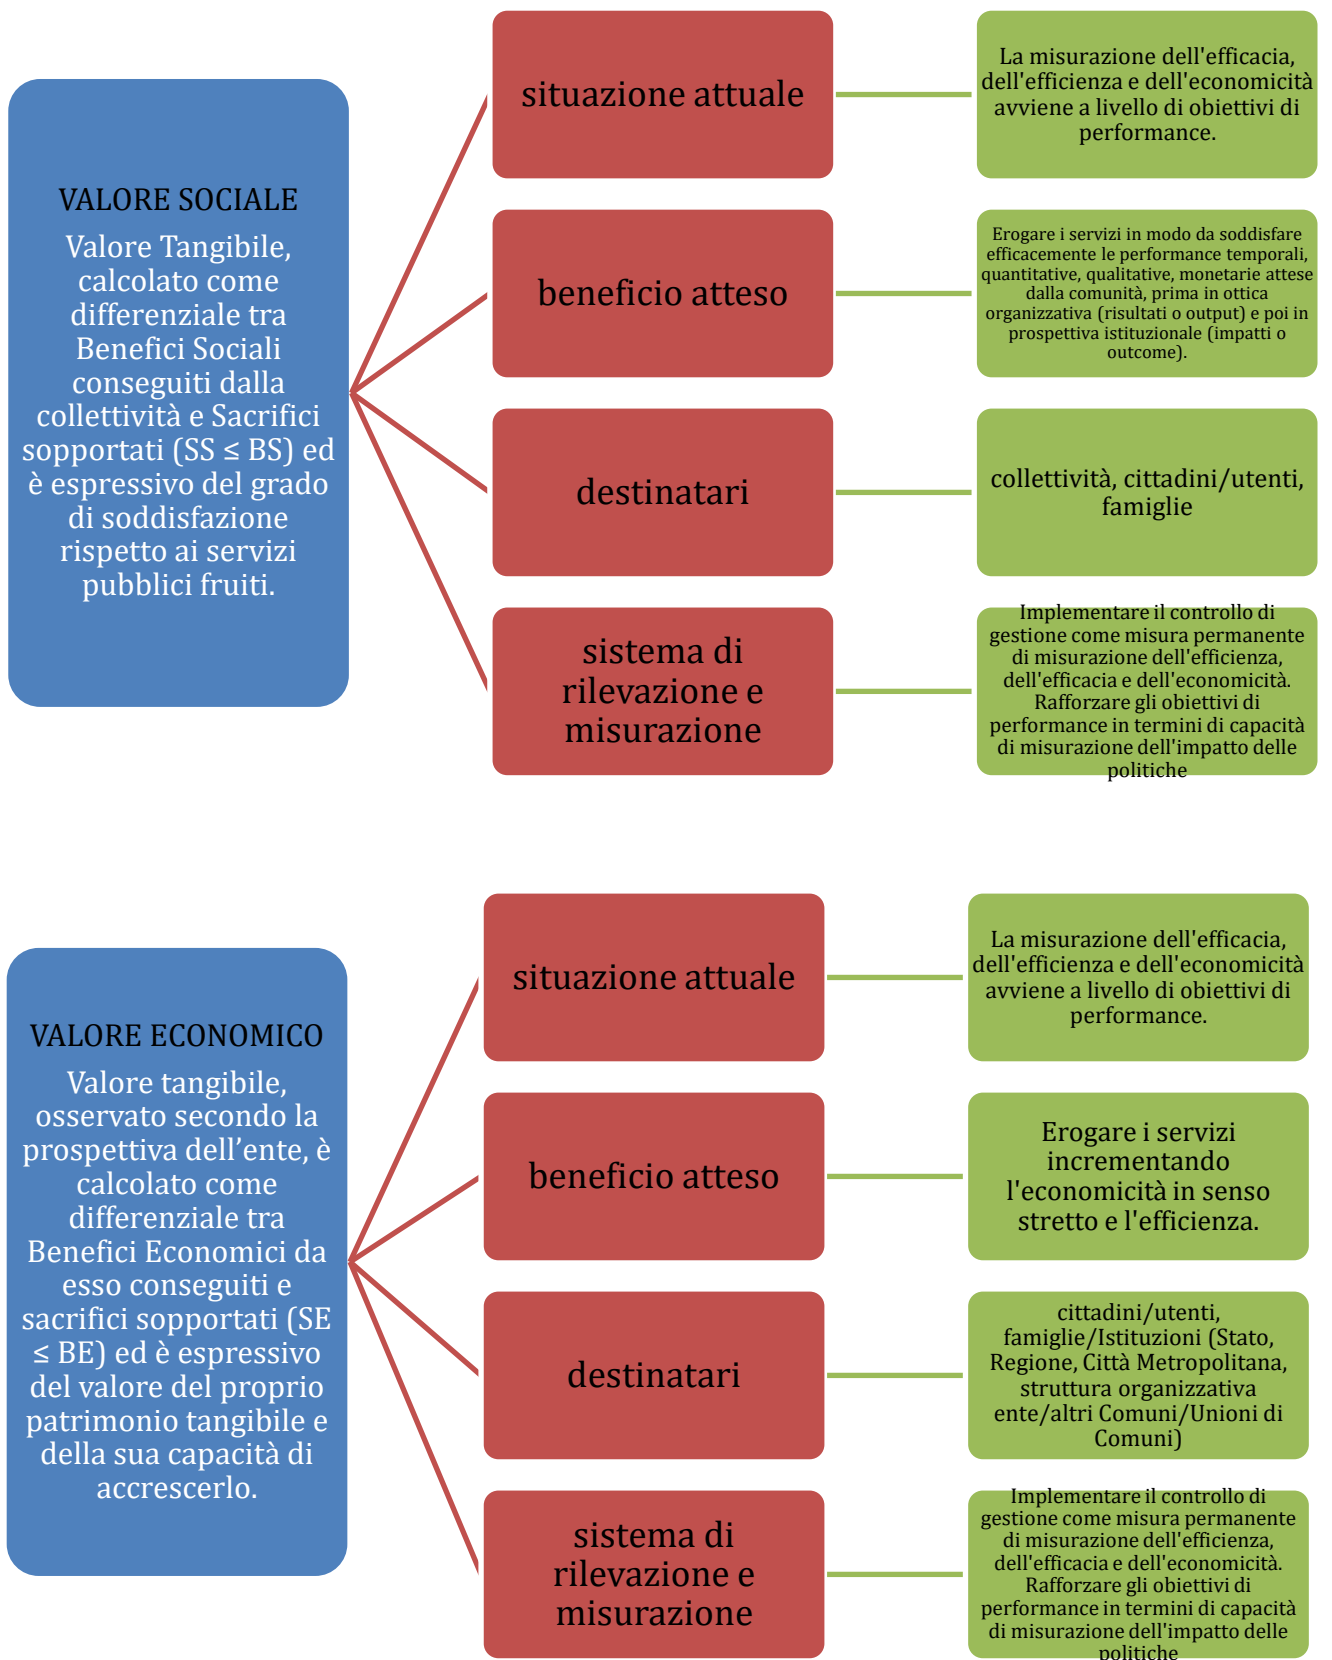 VALORE SOCIALE
Valore Tangibile,
calcolato come
differenziale tra
Benefici Sociali
conseguiti dalla
collettività e Sacrifici
sopportati (SS ≤ BS) ed
è espressivo del grado
di soddisfazione
rispetto ai servizi
pubblici fruiti.
situazione attuale
La misurazione dell'efficacia,
dell'efficienza e dell'economicità
avviene a livello di obiettivi di
performance.
beneficio atteso
Erogare i servizi in modo da soddisfare
efficacemente le performance temporali,
quantitative, qualitative, monetarie attese
dalla comunità, prima in ottica
organizzativa (risultati o output) e poi in
prospettiva istituzionale (impatti o
outcome).
destinatari
collettività, cittadini/utenti,
famiglie
sistema di
rilevazione e
misurazione
Implementare il controllo di
gestione come misura permanente
di misurazione dell'efficienza,
dell'efficacia e dell'economicità.
Rafforzare gli obiettivi di
performance in termini di capacità
di misurazione dell'impatto delle
politiche
VALORE ECONOMICO
Valore tangibile,
osservato secondo la
prospettiva dell’ente, è
calcolato come
differenziale tra
Benefici Economici da
esso conseguiti e
sacrifici sopportati (SE
≤ BE) ed è espressivo
del valore del proprio
patrimonio tangibile e
della sua capacità di
accrescerlo.
situazione attuale
La misurazione dell'efficacia,
dell'efficienza e dell'economicità
avviene a livello di obiettivi di
performance.
beneficio atteso
Erogare i servizi
incrementando
l'economicità in senso
stretto e l'efficienza.
destinatari
cittadini/utenti,
famiglie/Istituzioni (Stato,
Regione, Città Metropolitana,
struttura organizzativa
ente/altri Comuni/Unioni di
Comuni)
sistema di
rilevazione e
misurazione
Implementare il controllo di
gestione come misura permanente
di misurazione dell'efficienza,
dell'efficacia e dell'economicità.
Rafforzare gli obiettivi di
performance in termini di capacità
di misurazione dell'impatto delle
politiche